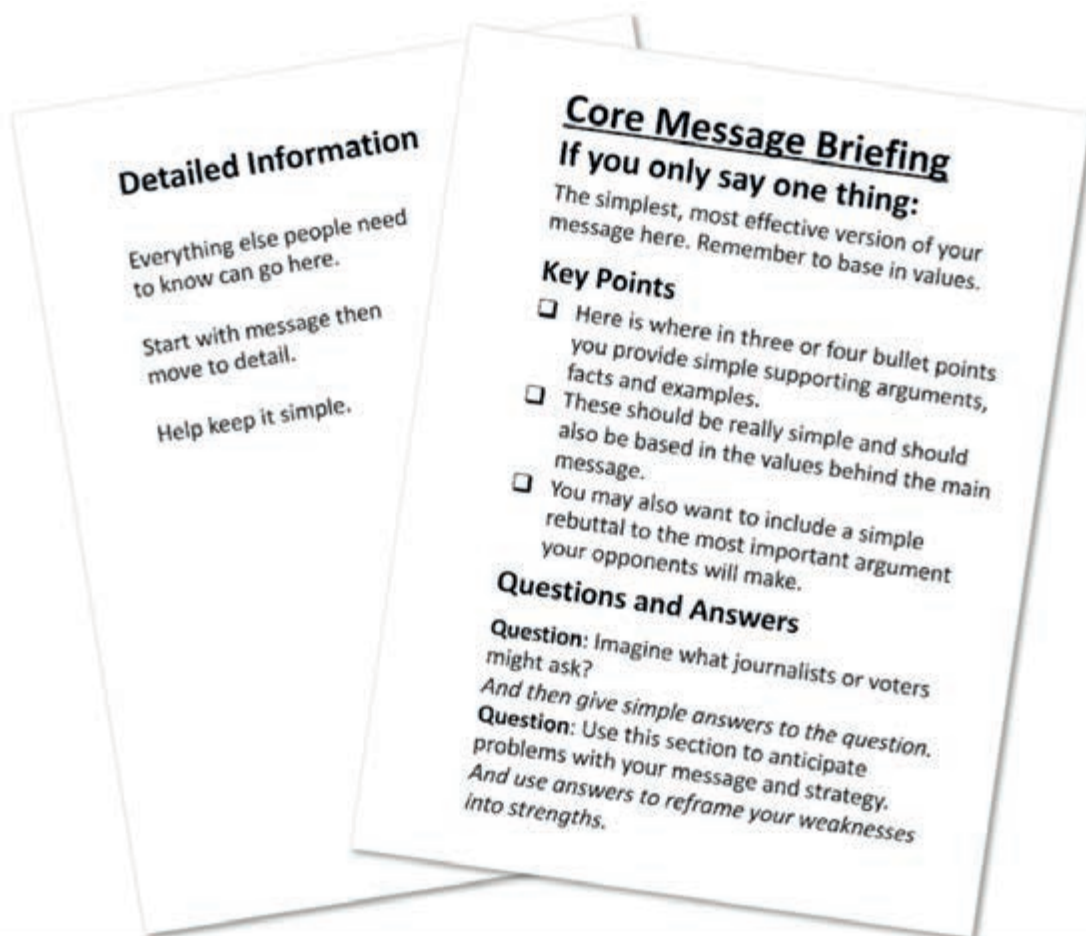 Detailed Information
Everything else people need
to know can go here.
Start with message then
move to detail.
Help keep it simple.
Core Message Briefing
If you only say one thing:
The simplest, most effective version of your
message here. Remember to base in values.
Key Points
❑ Here is where in three or four bullet points
you provide simple supporting arguments,
facts and examples.
❑ These should be really simple and should
also be based in the values behind the main
message.
❑ You may also want to include a simple
rebuttal to the most important argument
your opponents will make.
Questions and Answers
Question: Imagine what journalists or voters
might ask?
And then give simple answers to the question.
Question: Use this section to anticipate
problems with your message and strategy.
And use answers to reframe your weaknesses
into strengths.